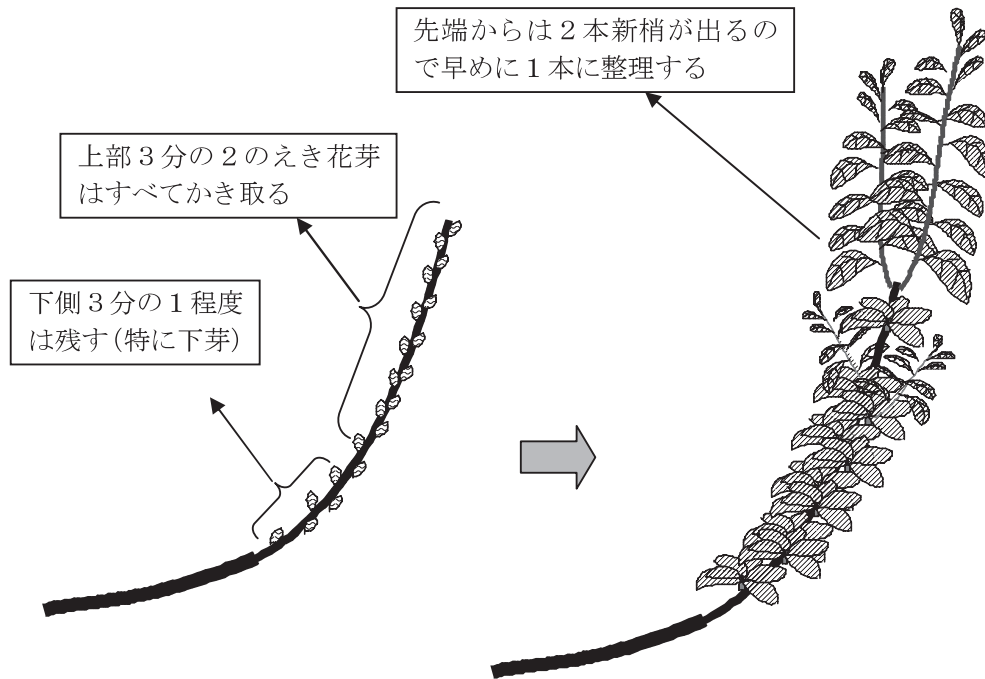 先端からは２本新梢が出るの
で早めに１本に整理する
上部３分の２のえき花芽
はすべてかき取る
下側３分の１程度
は残す（特に下芽）